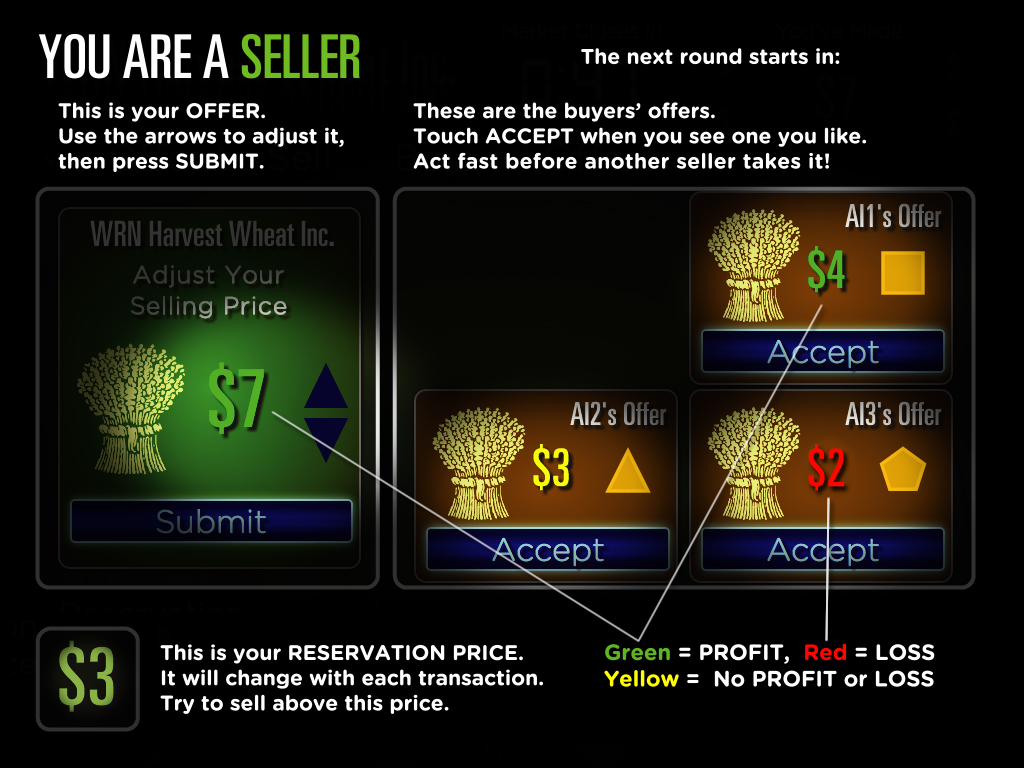 YOU ARE A SELLER
The next round starts in:
This is your OFFER.
Use the arrows to adjust it,
then press SUBMIT.
These are the buyers’ offers.
Touch ACCEPT when you see one you like.
Act fast before another seller takes it!
WRN Harvest Wheat Inc.
Adjust Your
Selling Price
$7
Submit
AI1's Offer
$4
Accept
AI2's Offer
$3
Accept
AI3's Offer
$2
Accept
$3
This is your RESERVATION PRICE.
It will change with each transaction.
Try to sell above this price.
Green = PROFIT, Red = LOSS
Yellow = No PROFIT or LOSS